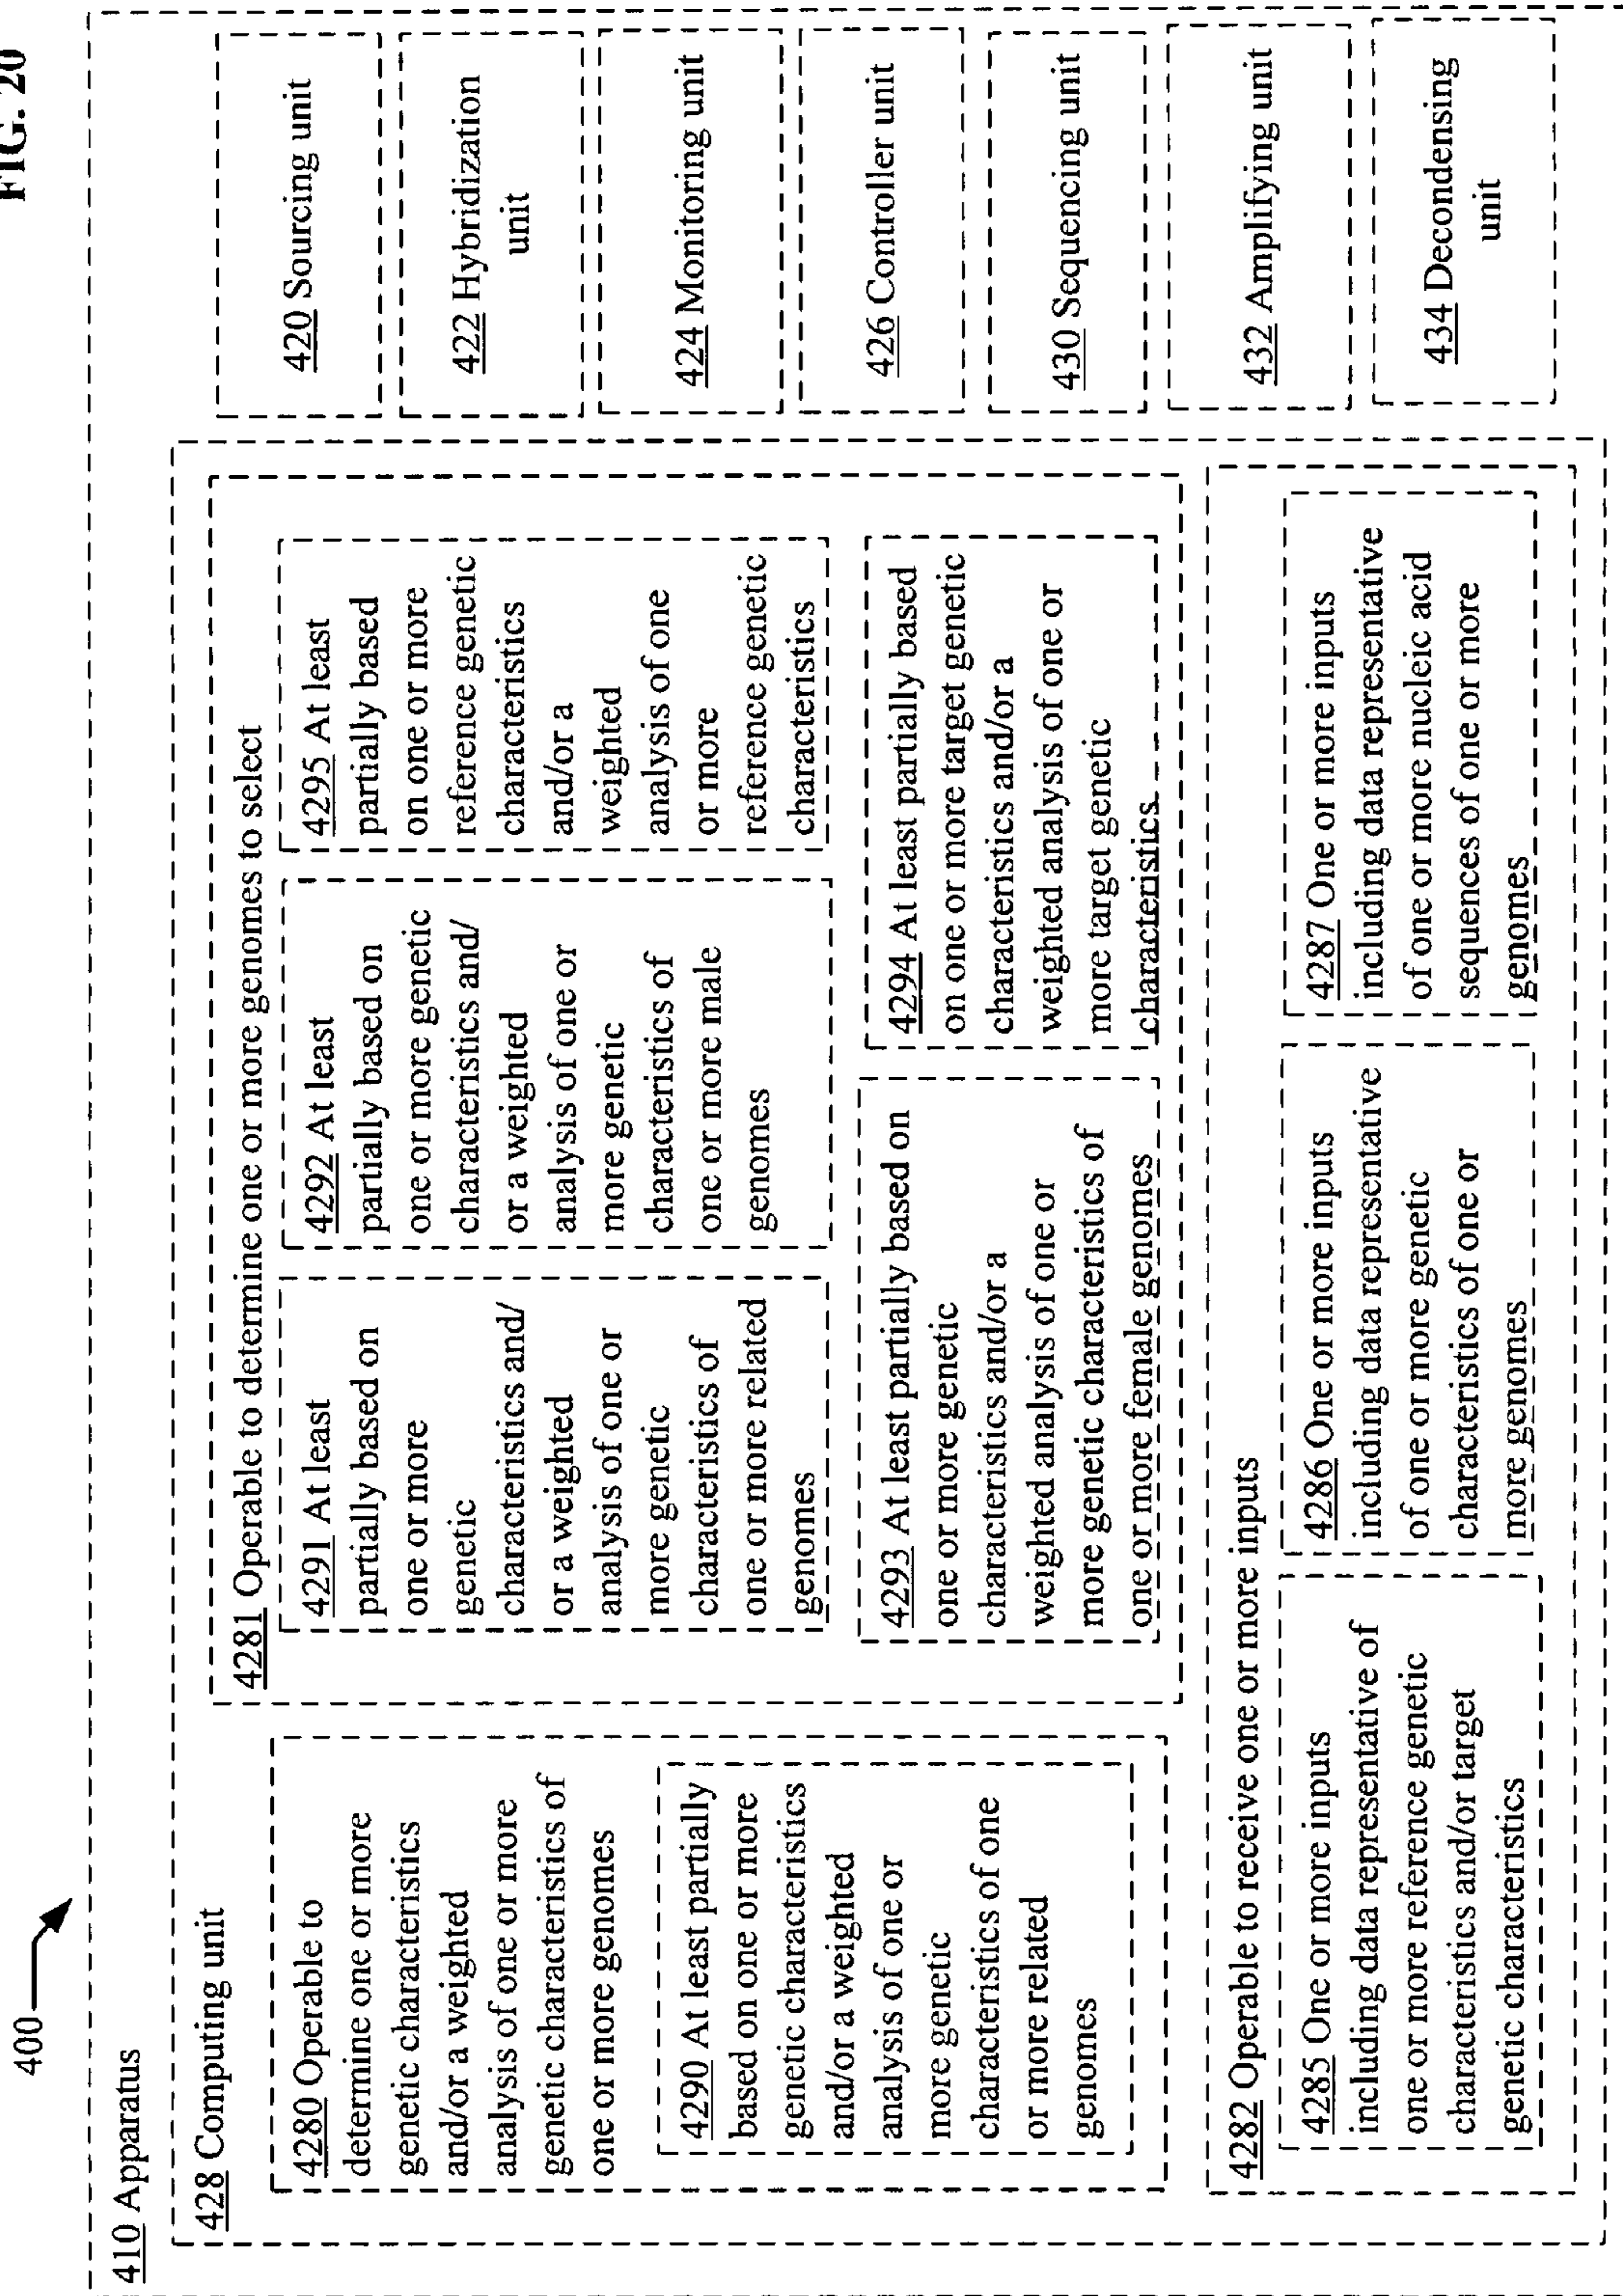 FIG. 20
400
410 Apparatus
428 Computing unit
4280 Operable to
determine one or more
genetic characteristics
and/or a weighted
analysis of one or more
genetic characteristics of
one or more genomes
4290 At least partially
based on one or more
genetic characteristics
and/or a weighted
analysis of one or
more genetic
characteristics of one
or more related
genomes
4281 Operable to determine one or more genomes to select
4291 At least
partially based on
one or more
genetic
characteristics and/
or a weighted
analysis of one or
more genetic
characteristics of
one or more related
genomes
4292 At least
partially based on
one or more genetic
characteristics and/
or a weighted
analysis of one or
more genetic
characteristics of
one or more male
genomes
4295 At least
partially based
on one or more
reference genetic
characteristics
and/or a
weighted
analysis of one
or more
reference genetic
characteristics
4293 At least partially based on
one or more genetic
characteristics and/or a
weighted analysis of one or
more genetic characteristics of
one or more female genomes
4294 At least partially based
on one or more target genetic
characteristics and/or a
weighted analysis of one or
more target genetic
characteristics
4282 Operable to receive one or more inputs
4285 One or more inputs
including data representative of
one or more reference genetic
characteristics and/or target
genetic characteristics
4286 One or more inputs
including data representative
of one or more genetic
characteristics of one or
more genomes
4287 One or more inputs
including data representative
of one or more nucleic acid
sequences of one or more
genomes
420 Sourcing unit
422 Hybridization
unit
424 Monitoring unit
426 Controller unit
430 Sequencing unit
432 Amplifying unit
434 Decondensing
unit